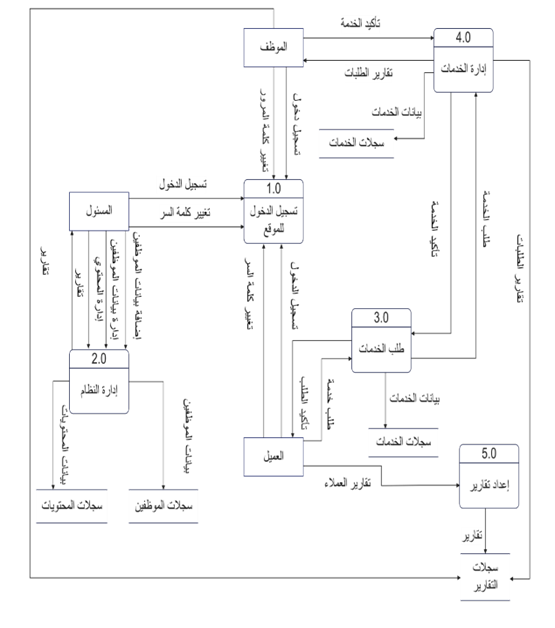 تأكيد الخدمة
4.0
الموظف
إدارة الخدمات
تقارير الطلبات
بيانات الخدمات
سجلات الخدمات
تسجيل دخول
تغيير كلمة المرور
1.0
تسجيل الدخول
للموقع
تسجيل الدخول
تغيير كلمة السر
المسئول
تقارير
تقارير
إدارة المحتوي
إدارة بيانات الموظفين
إضافة بيانات الموظفين
تأكيد الخدمة
طلب الخدمة
تقارير الطلبات
تغيير كلمة السر
تسجيل الدخول
3.0
طلب الخدمات
2.0
إدارة النظام
تأكيد الطلب
طلب خدمة
بيانات الخدمات
سجلات الخدمات
بيانات المحتويات
بيانات الموظفين
العميل
تقارير العملاء
5.0
إعداد تقارير
سجلات المحتويات
سجلات الموظفين
تقارير
سجلات
التقارير